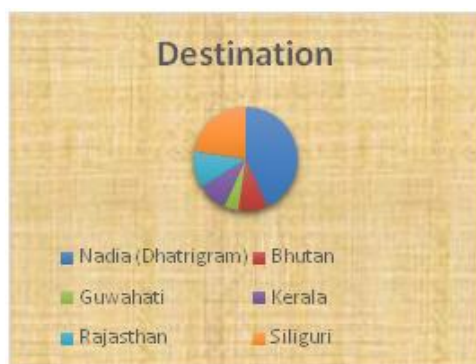 Destination
Nadia (Dhatrigram) Bhutan
Guwahati Kerala
Rajasthan Siliguri